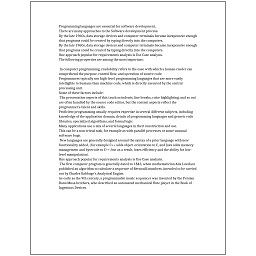 Programming languages are essential for software development.
There are many approaches to the Software development process.
By the late 1960s, data storage devices and computer terminals became inexpensive enough
that programs could be created by typing directly into the computers.
By the late 1960s, data storage devices and computer terminals became inexpensive enough
that programs could be created by typing directly into the computers.
One approach popular for requirements analysis is Use Case analysis.
The following properties are among the most important:
In computer programming, readability refers to the ease with which a human reader can
comprehend the purpose, control flow, and operation of source code.
Programmers typically use high-level programming languages that are more easily
intelligible to humans than machine code, which is directly executed by the central
processing unit.
Some of these factors include:
The presentation aspects of this (such as indents, line breaks, color highlighting, and so on)
are often handled by the source code editor, but the content aspects reflect the
programmer's talent and skills.
Proficient programming usually requires expertise in several different subjects, including
knowledge of the application domain, details of programming languages and generic code
libraries, specialized algorithms, and formal logic.
Many applications use a mix of several languages in their construction and use.
This can be a non-trivial task, for example as with parallel processes or some unusual
software bugs.
New languages are generally designed around the syntax of a prior language with new
functionality added, (for example C++ adds object-orientation to C, and Java adds memory
management and bytecode to C++, but as a result, loses efficiency and the ability for low-
level manipulation).
One approach popular for requirements analysis is Use Case analysis.
The first computer program is generally dated to 1843, when mathematician Ada Lovelace
published an algorithm to calculate a sequence of Bernoulli numbers, intended to be carried
out by Charles Babbage's Analytical Engine.
As early as the 9th century, a programmable music sequencer was invented by the Persian
Banu Musa brothers, who described an automated mechanical flute player in the Book of
Ingenious Devices.